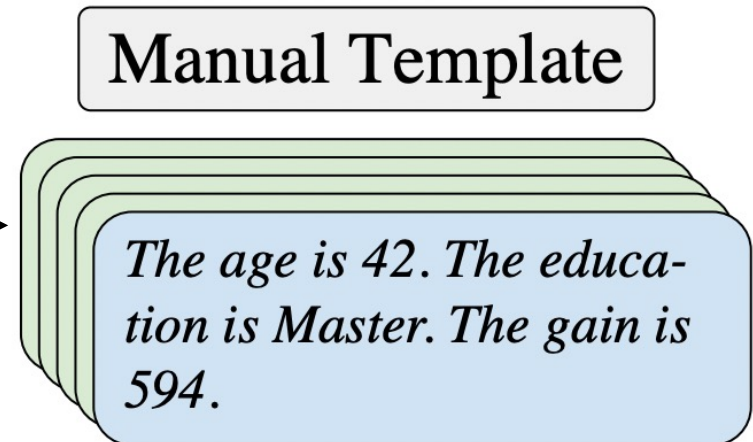 Manual Template
The age is 42. The educa-
tion is Master. The gain is
594.